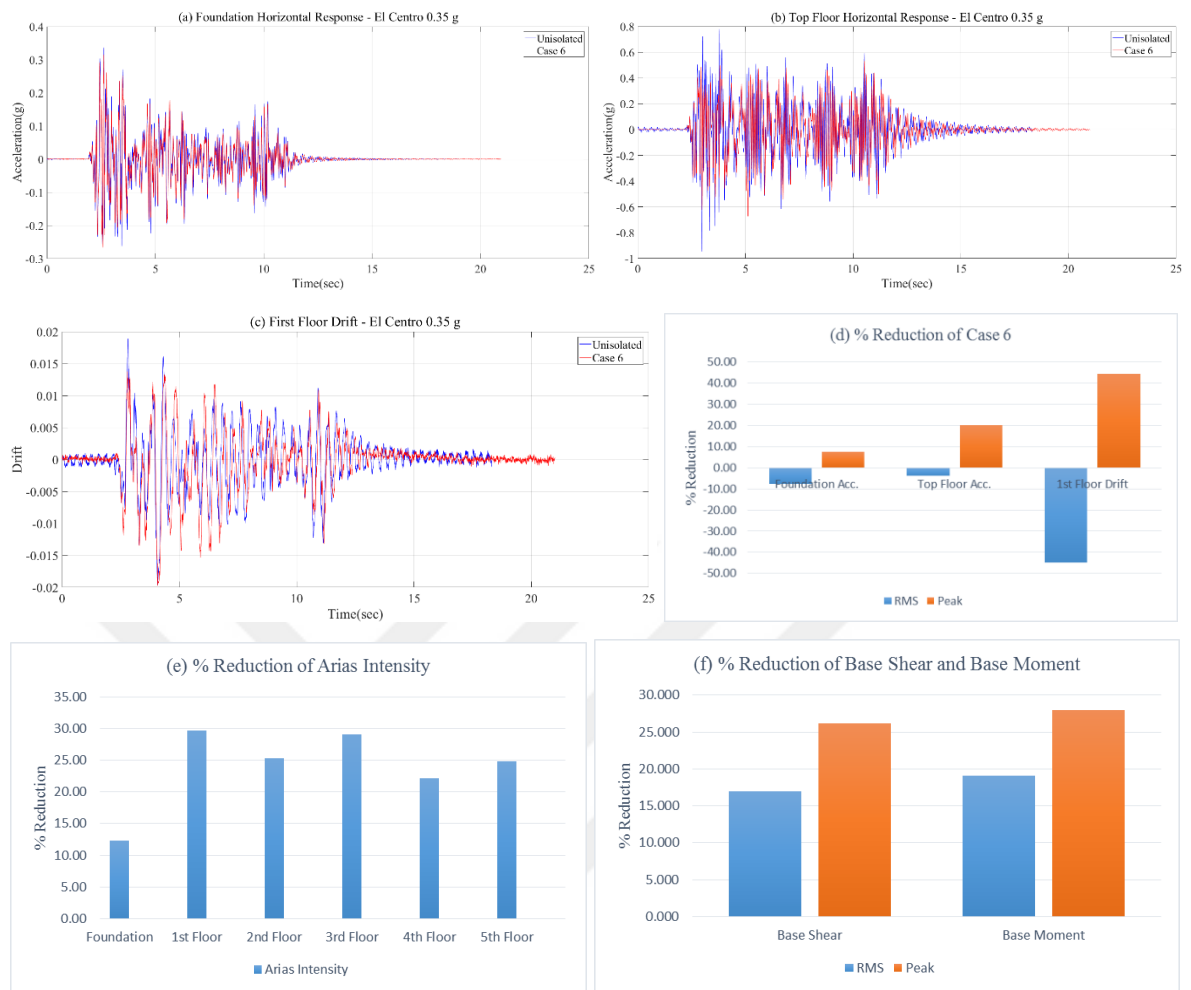 (a) Foundation Horizontal Response - El Centro 0.35 g
Acceleration(g)
0.4
0.3
0.2
0.1
0
-0.1
-0.2
-0.3
0 5 10 15 20 25
Time(sec)
Unisolated
Case 6
(b) Top Floor Horizontal Response - El Centro 0.35 g
Acceleration(g)
0.8
0.6
0.4
0.2
0
-0.2
-0.4
-0.6
-0.8
-1
0 5 10 15 20 25
Time(sec)
Unisolated
Case 6
(c) First Floor Drift - El Centro 0.35 g
Drift
0.02
0.015
0.01
0.005
0
-0.005
-0.01
-0.015
-0.02
0 5 10 15 20 25
Time(sec)
Unisolated
Case 6
(d) % Reduction of Case 6
% Reduction
50.00
40.00
30.00
20.00
10.00
0.00
-10.00
-20.00
-30.00
-40.00
-50.00
Foundation Acc. Top Floor Acc. 1st Floor Drift
RMS Peak
(e) % Reduction of Arias Intensity
% Reduction
35.00
30.00
25.00
20.00
15.00
10.00
5.00
0.00
Foundation 1st Floor 2nd Floor 3rd Floor 4th Floor 5th Floor
Arias Intensity
(f) % Reduction of Base Shear and Base Moment
% Reduction
30.000
25.000
20.000
15.000
10.000
5.000
0.000
Base Shear Base Moment
RMS Peak